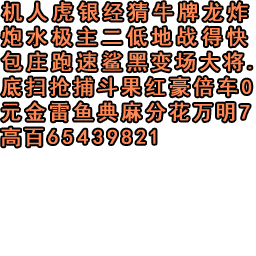 机人虎银经猜牛牌龙炸
炮水极主二低地战得快
包庄跑速鲨黑变场大将.
底扫抢捕斗果红豪倍车0
元金雷鱼典麻分花万明7
高百65439821